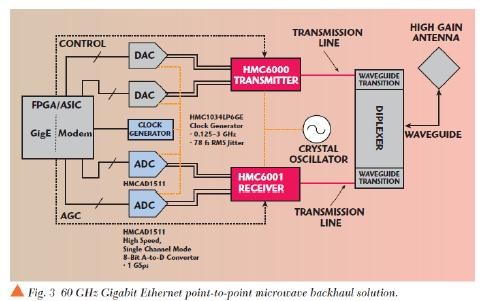 CONTROL
DAC
DAC
FPGA/ASIC
GigE
Modem
CLOCK
GENERATOR
ADC
HMCAD1511
ADC
AGC
HMCAD1511
High Speed,
Single Channel Mode
8-Bit A-to-D Converter
• 1 GSps
HMC1034LP6GE
Clock Generator
• 0.125–3 GHz
• 78 fs RMS Jitter
HMC6000
TRANSMITTER
HMC6001
RECEIVER
CRYSTAL
OSCILLATOR
TRANSMISSION
LINE
TRANSMISSION
LINE
WAVEGUIDE
TRANSITION
DIPLEXER
WAVEGUIDE
TRANSITION
HIGH GAIN
ANTENNA
WAVEGUIDE
▲ Fig. 3 60 GHz Gigabit Ethernet point-to-point microwave backhaul solution.